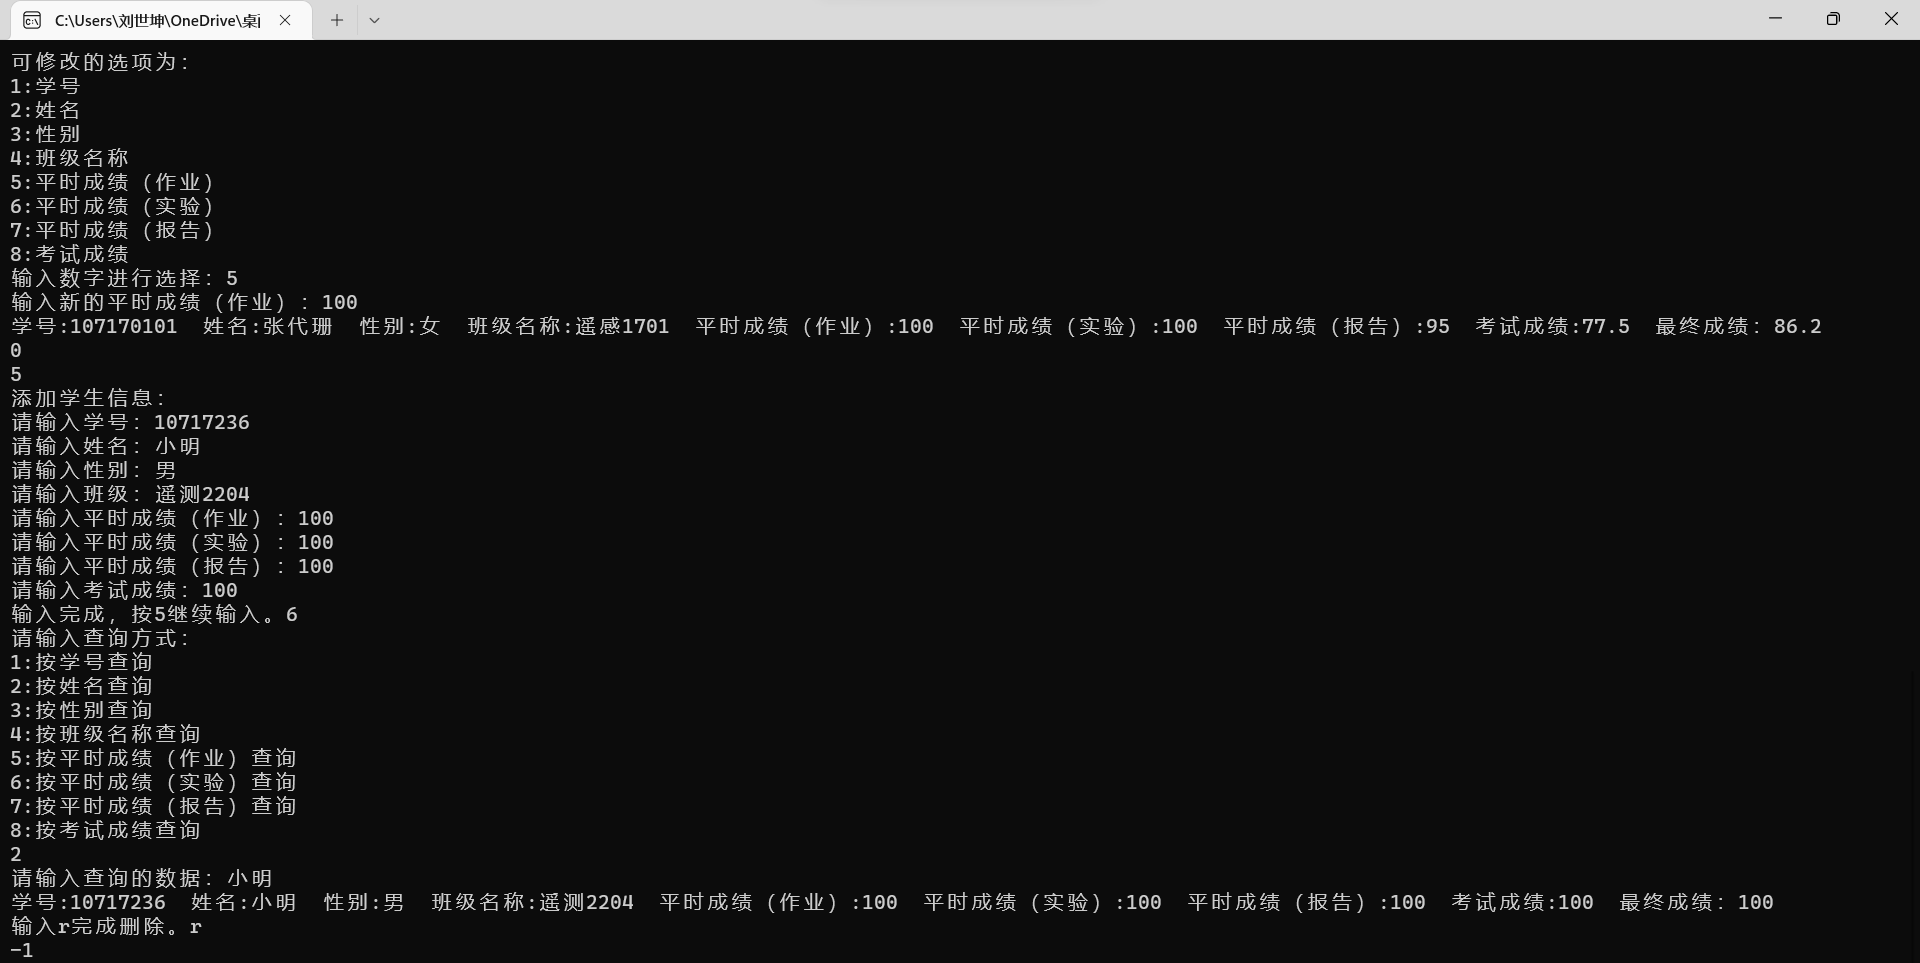 C:\Users\刘世坤\OneDrive\桌
可修改的选项为:
1:学号
2:姓名
3:性别
4:班级名称
5:平时成绩（作业）
6:平时成绩（实验）
7:平时成绩（报告）
8:考试成绩
输入数字进行选择: 5
输入新的平时成绩（作业）: 100
学号:107170101  姓名:张代珊  性别:女  班级名称:遥感1701  平时成绩（作业）:100  平时成绩（实验）:100  平时成绩（报告）:95  考试成绩:77.5  最终成绩: 86.2
0
5
添加学生信息:
请输入学号: 10717236
请输入姓名: 小明
请输入性别: 男
请输入班级: 遥测2204
请输入平时成绩（作业）: 100
请输入平时成绩（实验）: 100
请输入平时成绩（报告）: 100
请输入考试成绩: 100
输入完成, 按5继续输入。6
请输入查询方式:
1:按学号查询
2:按姓名查询
3:按性别查询
4:按班级名称查询
5:按平时成绩（作业）查询
6:按平时成绩（实验）查询
7:按平时成绩（报告）查询
8:按考试成绩查询
2
请输入查询的数据: 小明
学号:10717236  姓名:小明  性别:男  班级名称:遥测2204  平时成绩（作业）:100  平时成绩（实验）:100  平时成绩（报告）:100  考试成绩:100  最终成绩: 100
输入r完成删除。r
-1